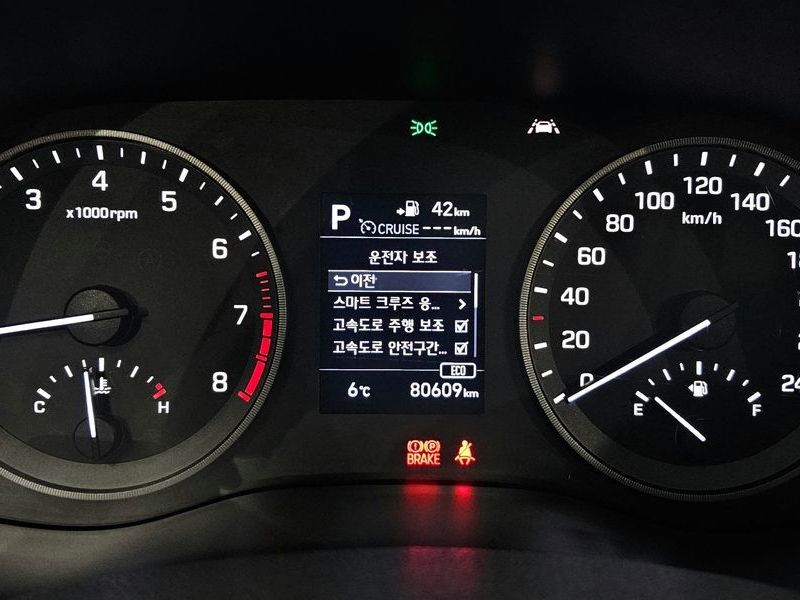 3 4 5 6 7 8
x1000rpm
C H
P 42km
CRUISE ---km/h
운전자 보조
이전
스마트 크루즈 응...
고속도로 주행 보조
고속도로 안전구간...
ECO
6℃ 80609km
BRAKE
0 20 40 60 80 100 120 140 160
km/h
E F